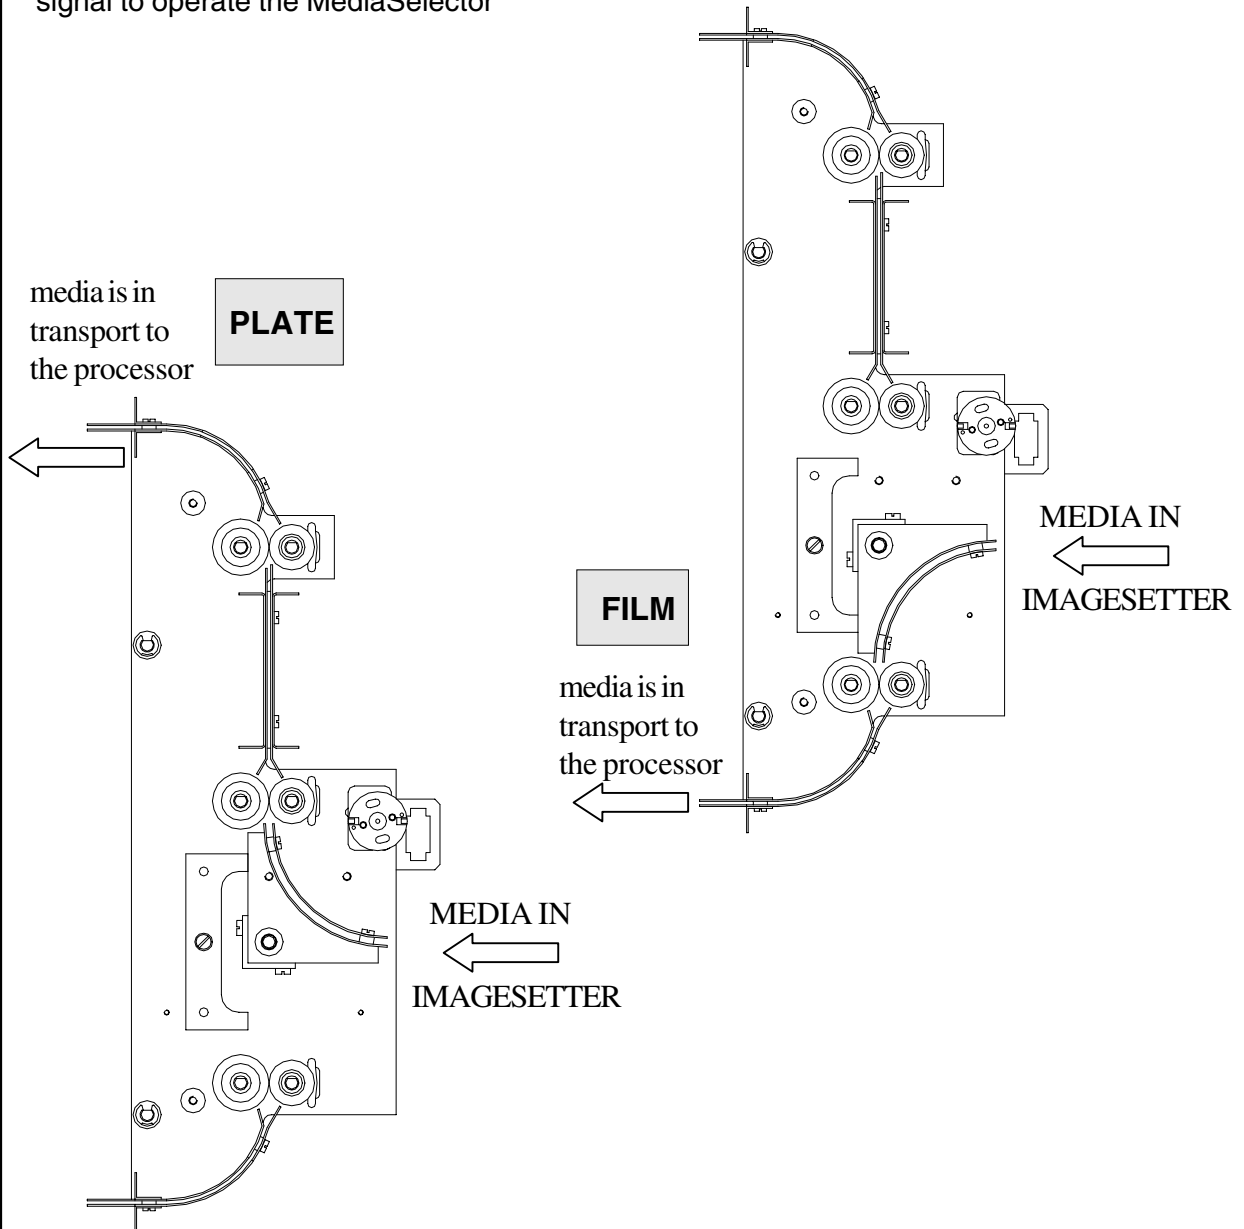 signal to operate the MediaSelector
media is in
transport to
the processor
PLATE
MEDIA IN
IMAGESETTER
FILM
media is in
transport to
the processor
MEDIA IN
IMAGESETTER